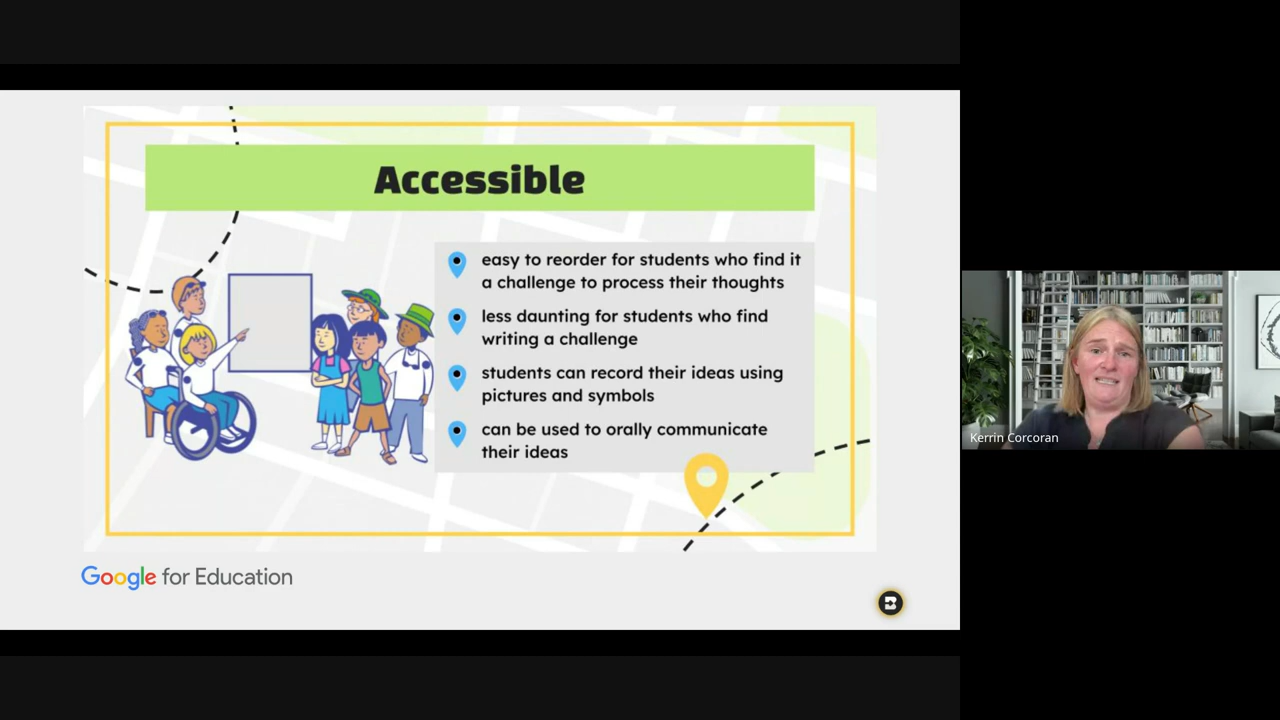 Accessible
easy to reorder for students who find it
a challenge to process their thoughts
less daunting for students who find
writing a challenge
students can record their ideas using
pictures and symbols
can be used to orally communicate
their ideas
Google for Education
B
Kerrin Corcoran